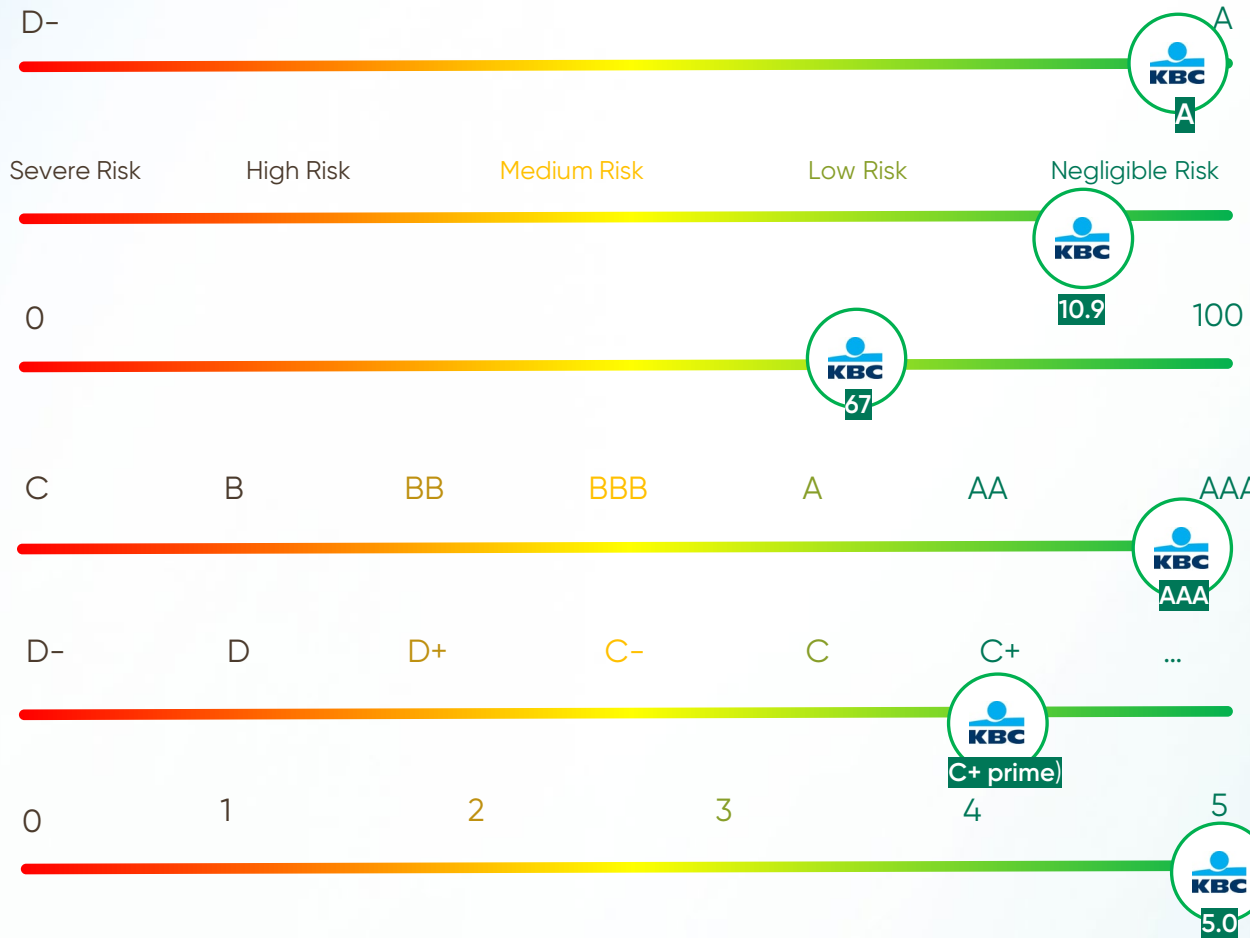 D- A
KBC
A
Severe Risk High Risk Medium Risk Low Risk Negligible Risk
KBC
10.9
0 100
KBC
67
C B BB BBB A AA AAA
KBC
AAA
D- D D+ C- C C+ ...
KBC
C+ prime)
0 1 2 3 4 5
KBC
5.0